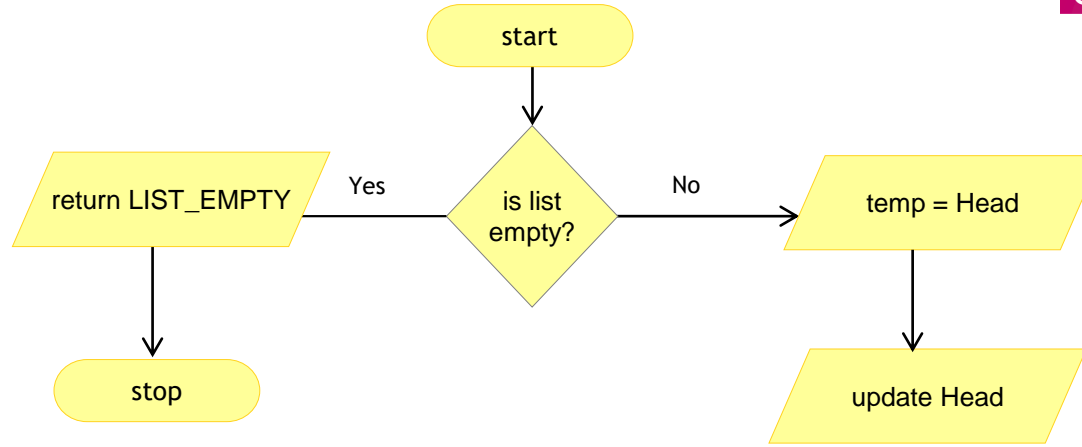 start
return LIST_EMPTY
Yes
is list
empty?
No
temp = Head
stop
update Head